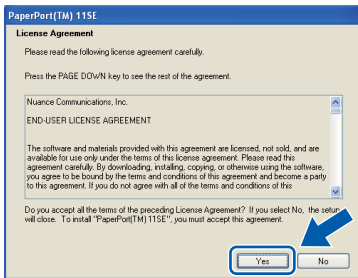 PaperPort(TM) 11SE
License Agreement
Please read the following license agreement carefully.
Press the PAGE DOWN key to see the rest of the agreement.
Nuance Communications, Inc.
END-USER LICENSE AGREEMENT
The software and materials provided with this agreement are licensed, not sold, and are
available for use only under the terms of this license agreement. Please read this
agreement carefully. By downloading, installing, copying, or otherwise using the software,
you agree to be bound by the terms and conditions of this agreement and become a party
to this agreement. If you do not agree with all of the terms and conditions of this
Do you accept all the terms of the preceding License Agreement? If you select No, the setup
will close. To install "PaperPort(TM) 11SE", you must accept this agreement.
Yes
No